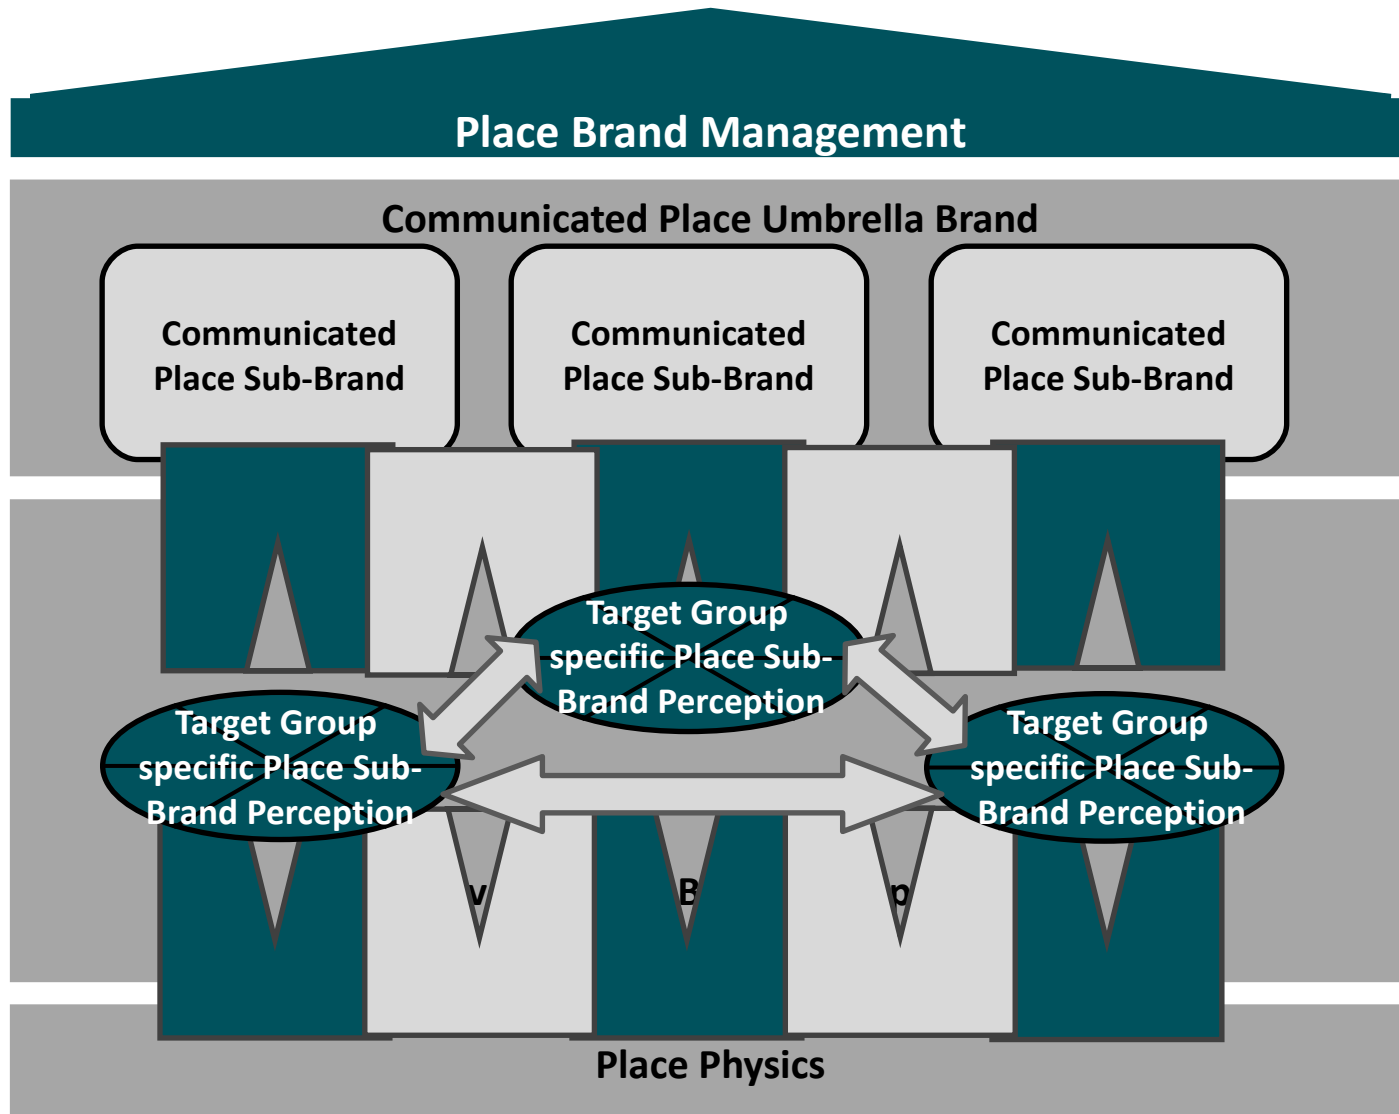 Place Brand Management
Communicated Place Umbrella Brand
Communicated
Place Sub-Brand
Communicated
Place Sub-Brand
Communicated
Place Sub-Brand
Target Group
specific Place Sub-
Brand Perception
Target Group
specific Place Sub-
Brand Perception
Target Group
specific Place Sub-
Brand Perception
v B p
Place Physics